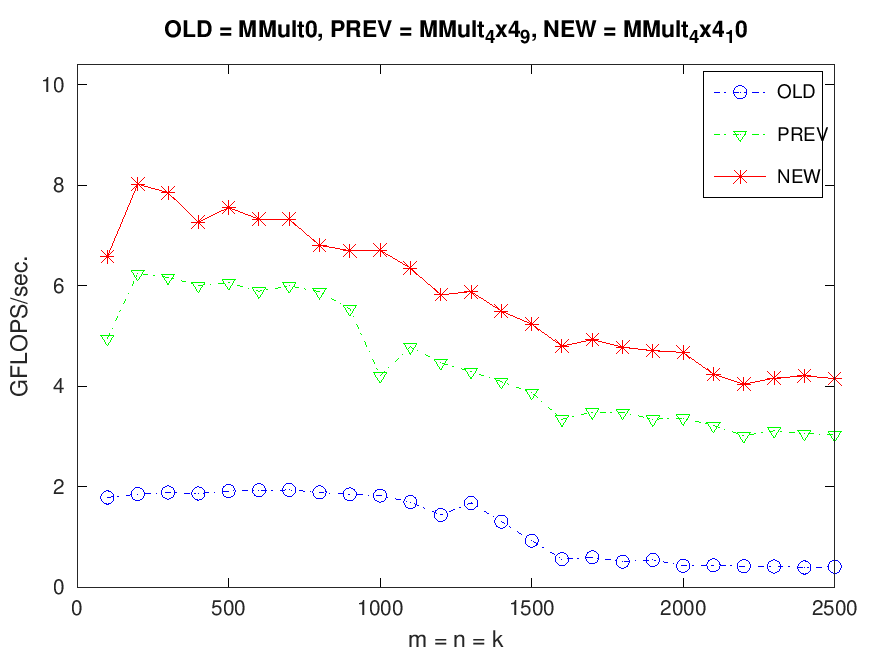 OLD = MMult0, PREV = MMult₄x4₉, NEW = MMult₄x4₁0
10
8
6
4
2
0
GFLOPS/sec.
OLD
PREV
NEW
0 500 1000 1500 2000 2500
m = n = k